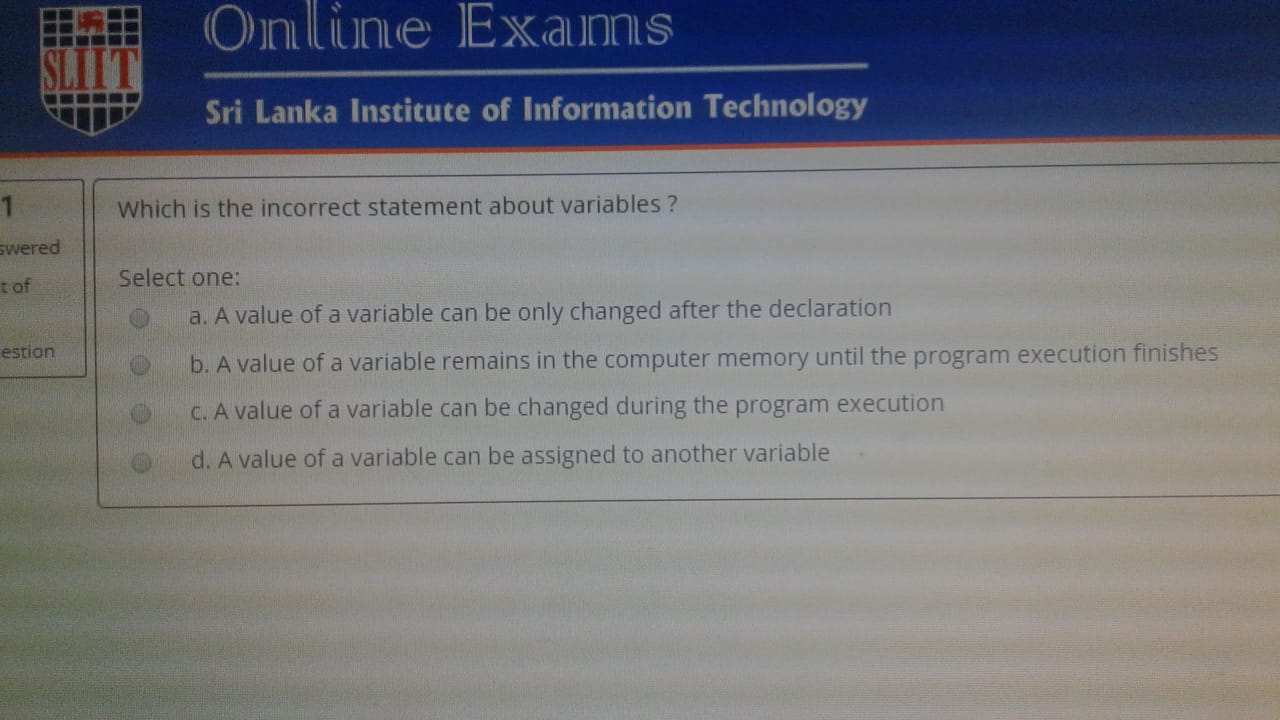 SLIIT
Online Exams
Sri Lanka Institute of Information Technology
1
swered
t of
estion
Which is the incorrect statement about variables ?
Select one:
a. A value of a variable can be only changed after the declaration
b. A value of a variable remains in the computer memory until the program execution finishes
c. A value of a variable can be changed during the program execution
d. A value of a variable can be assigned to another variable